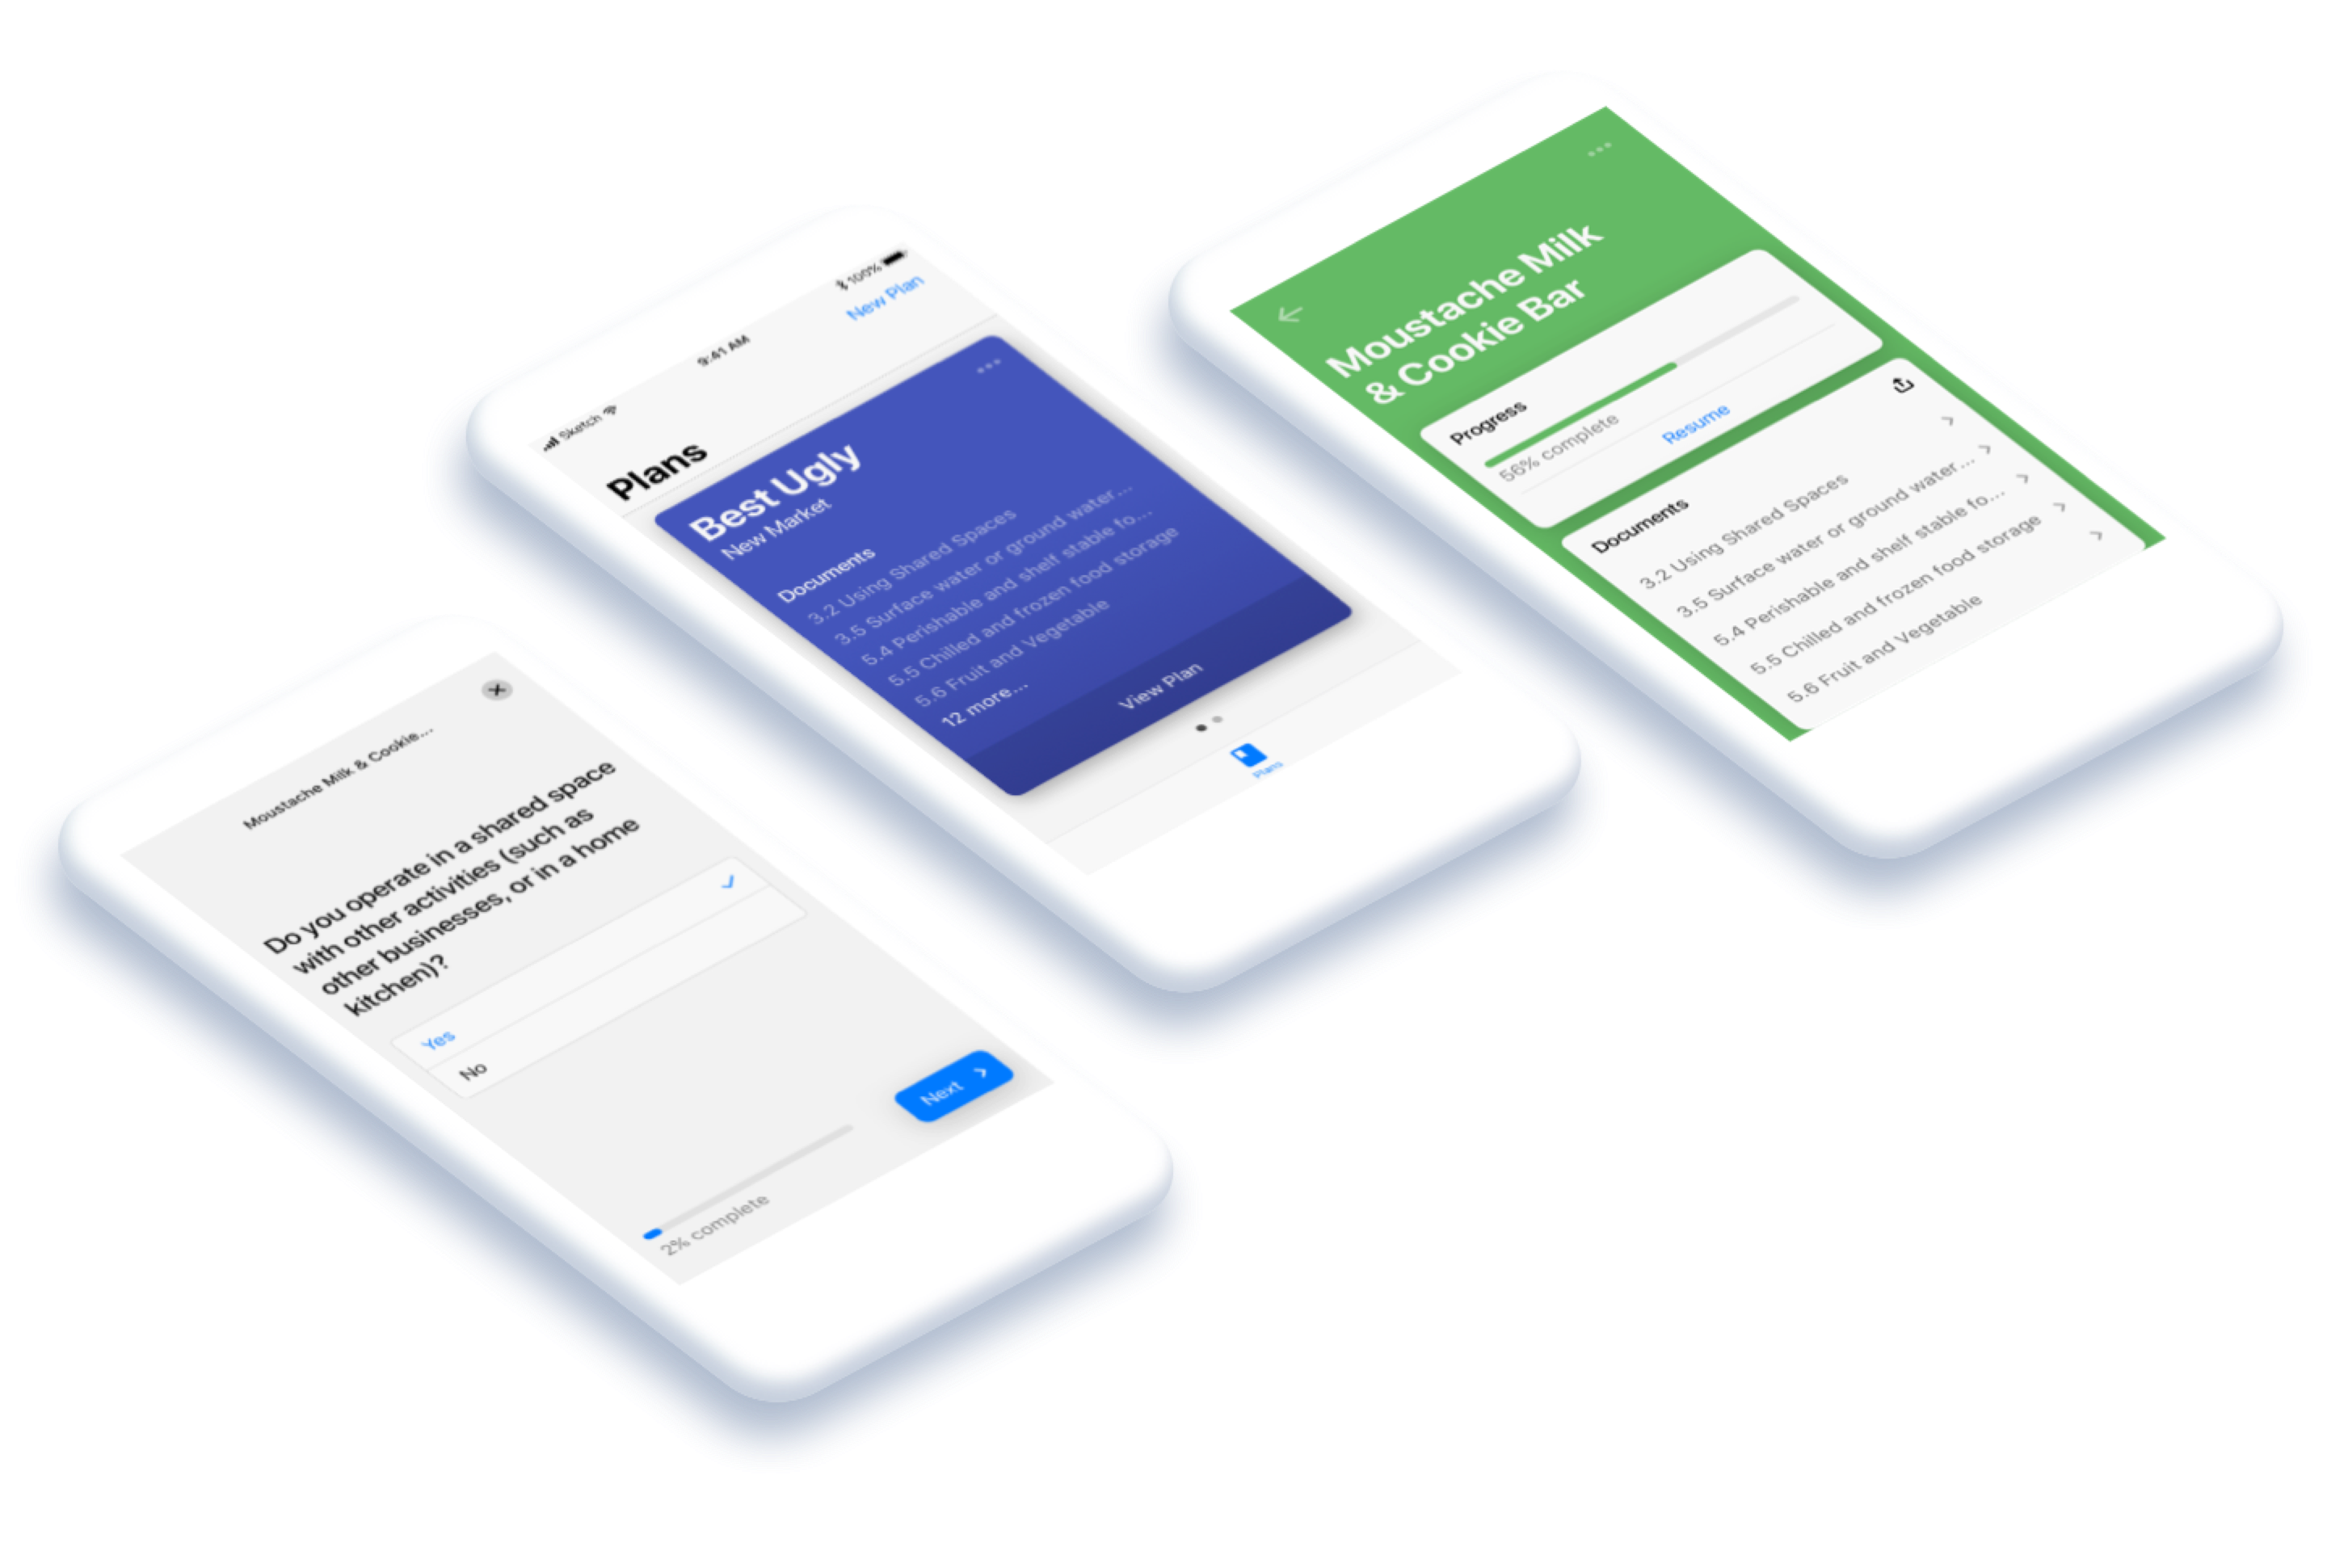 Moustache Milk & Cookie...
Do you operate in a shared space
with other activities (such as
other businesses, or in a home
kitchen)?
Yes
No
Next
2% complete
Sketch
9:41 AM
100%
New Plan
Plans
Best Ugly
New Market
Documents
3.2 Using Shared Spaces
3.5 Surface water or ground water...
5.4 Perishable and shelf stable fo...
5.5 Chilled and frozen food storage
5.6 Fruit and Vegetable
12 more...
View Plan
Plans
Moustache Milk
& Cookie Bar
Progress
56% complete
Resume
Documents
3.2 Using Shared Spaces
3.5 Surface water or ground water...
5.4 Perishable and shelf stable fo...
5.5 Chilled and frozen food storage
5.6 Fruit and Vegetable